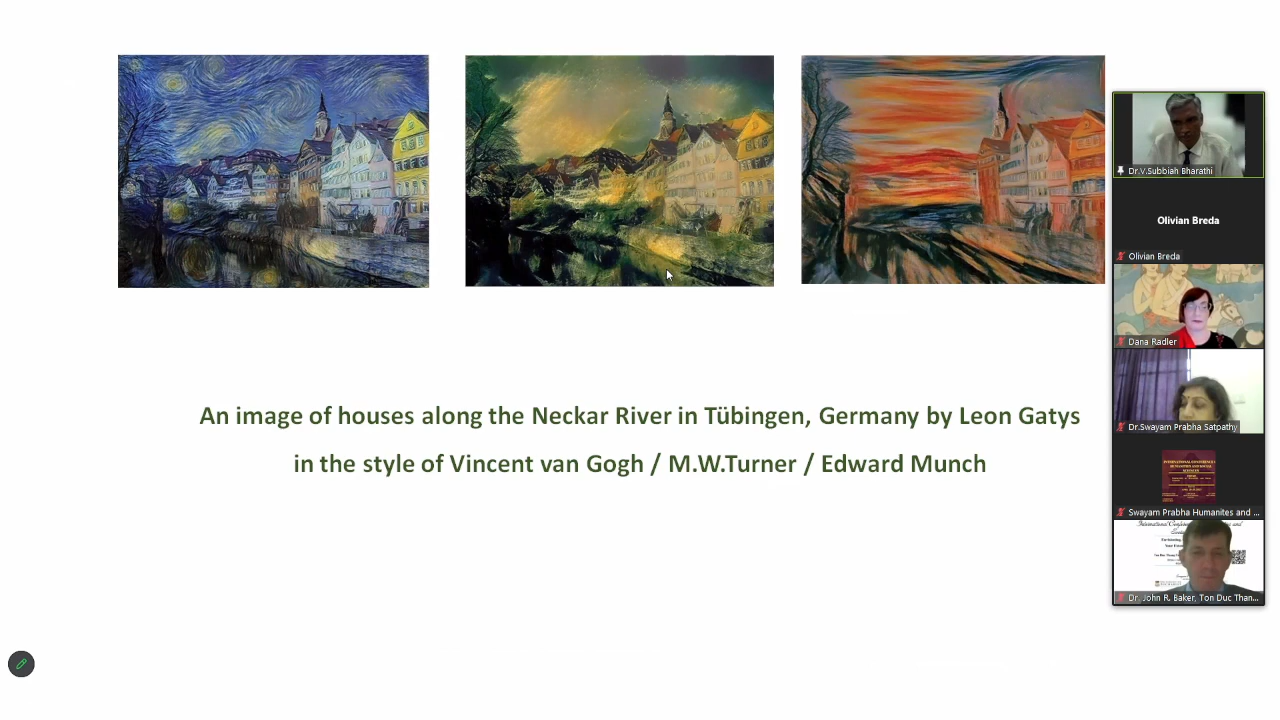 An image of houses along the Neckar River in Tübingen, Germany by Leon Gatys
in the style of Vincent van Gogh / M.W.Turner / Edward Munch
Dr.V.Subbiah Bharathi
Olivian Breda
Olivian Breda
Dana Radler
Dr.Swayam Prabha Satpathy
Swayam Prabha Humanites and ...
Dr. John R. Baker, Ton Duc Than...